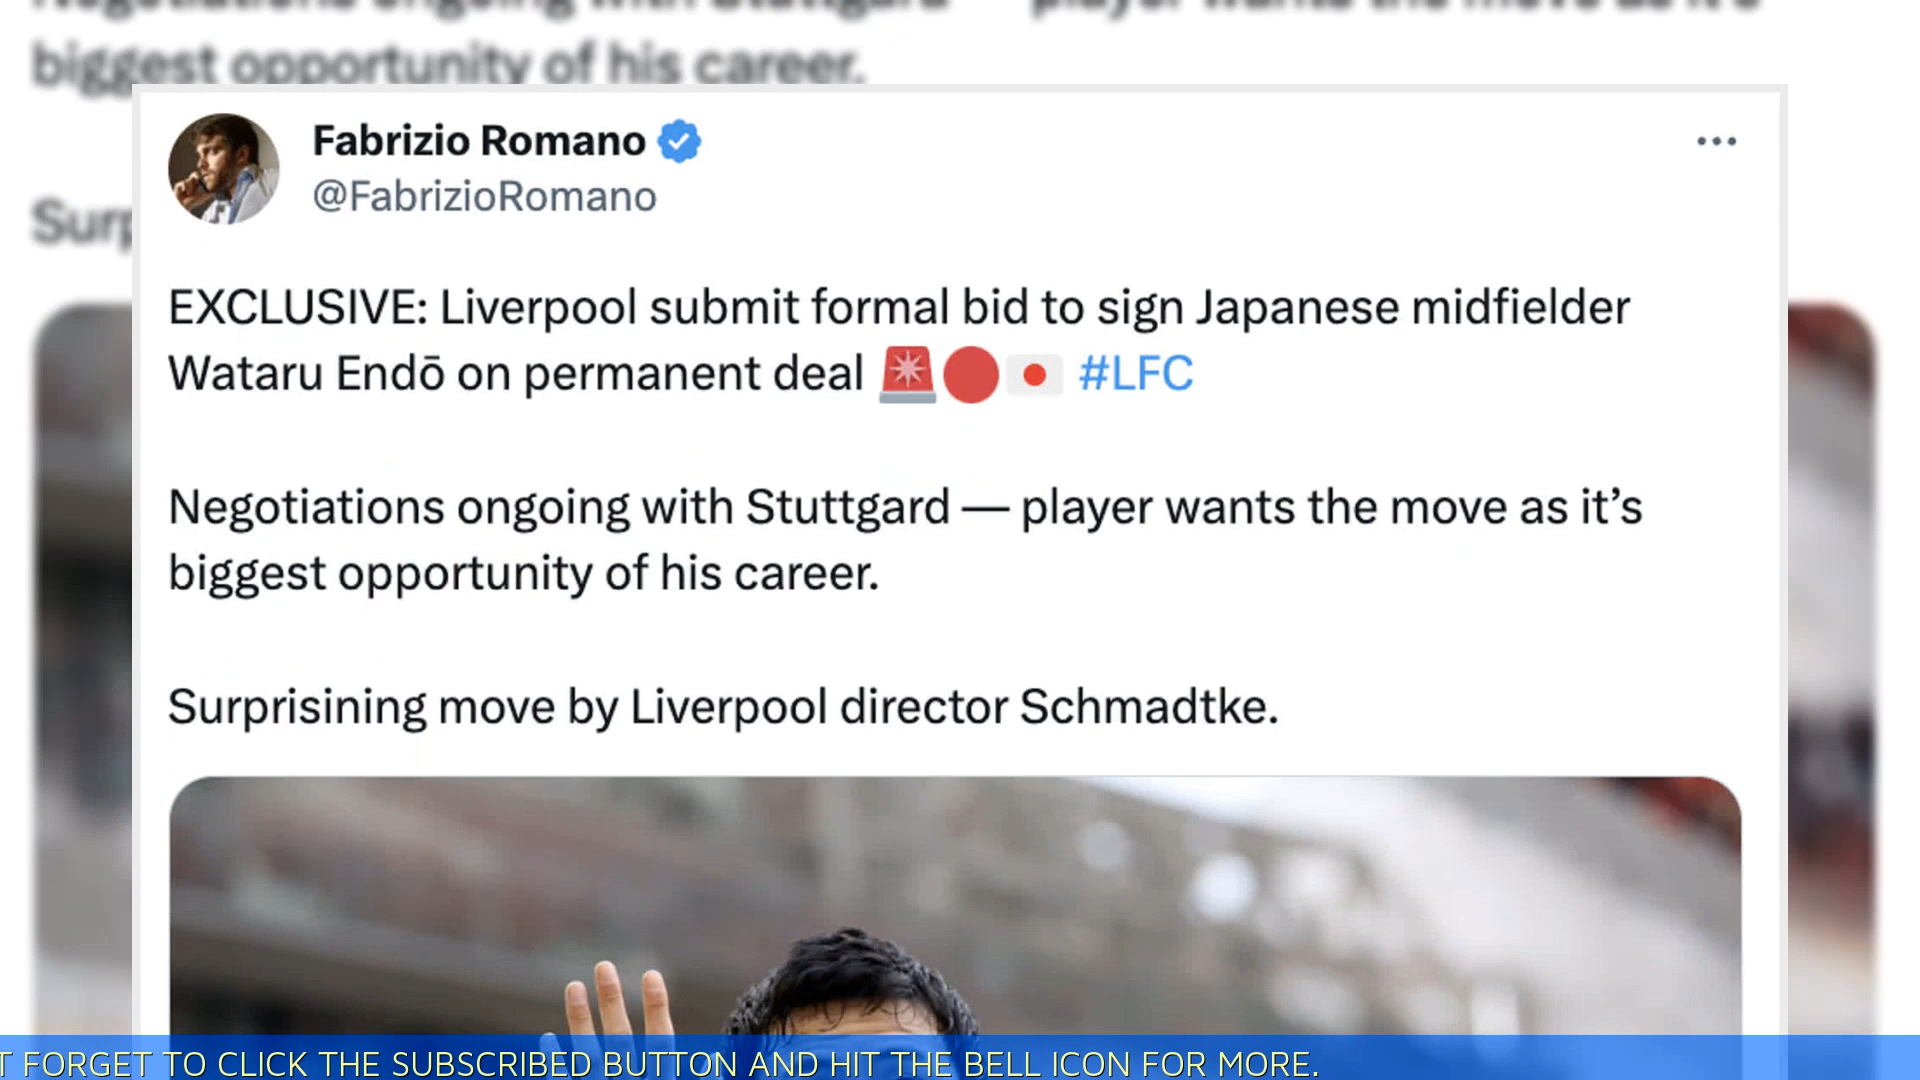 biggest opportunity of his career.
Fabrizio Romano
@FabrizioRomano
Surp
EXCLUSIVE: Liverpool submit formal bid to sign Japanese midfielder
Wataru Endō on permanent deal 🚨🔴🇯🇵 #LFC
Negotiations ongoing with Stuttgard — player wants the move as it’s
biggest opportunity of his career.
Surprisining move by Liverpool director Schmadtke.
T FORGET TO CLICK THE SUBSCRIBED BUTTON AND HIT THE BELL ICON FOR MORE.